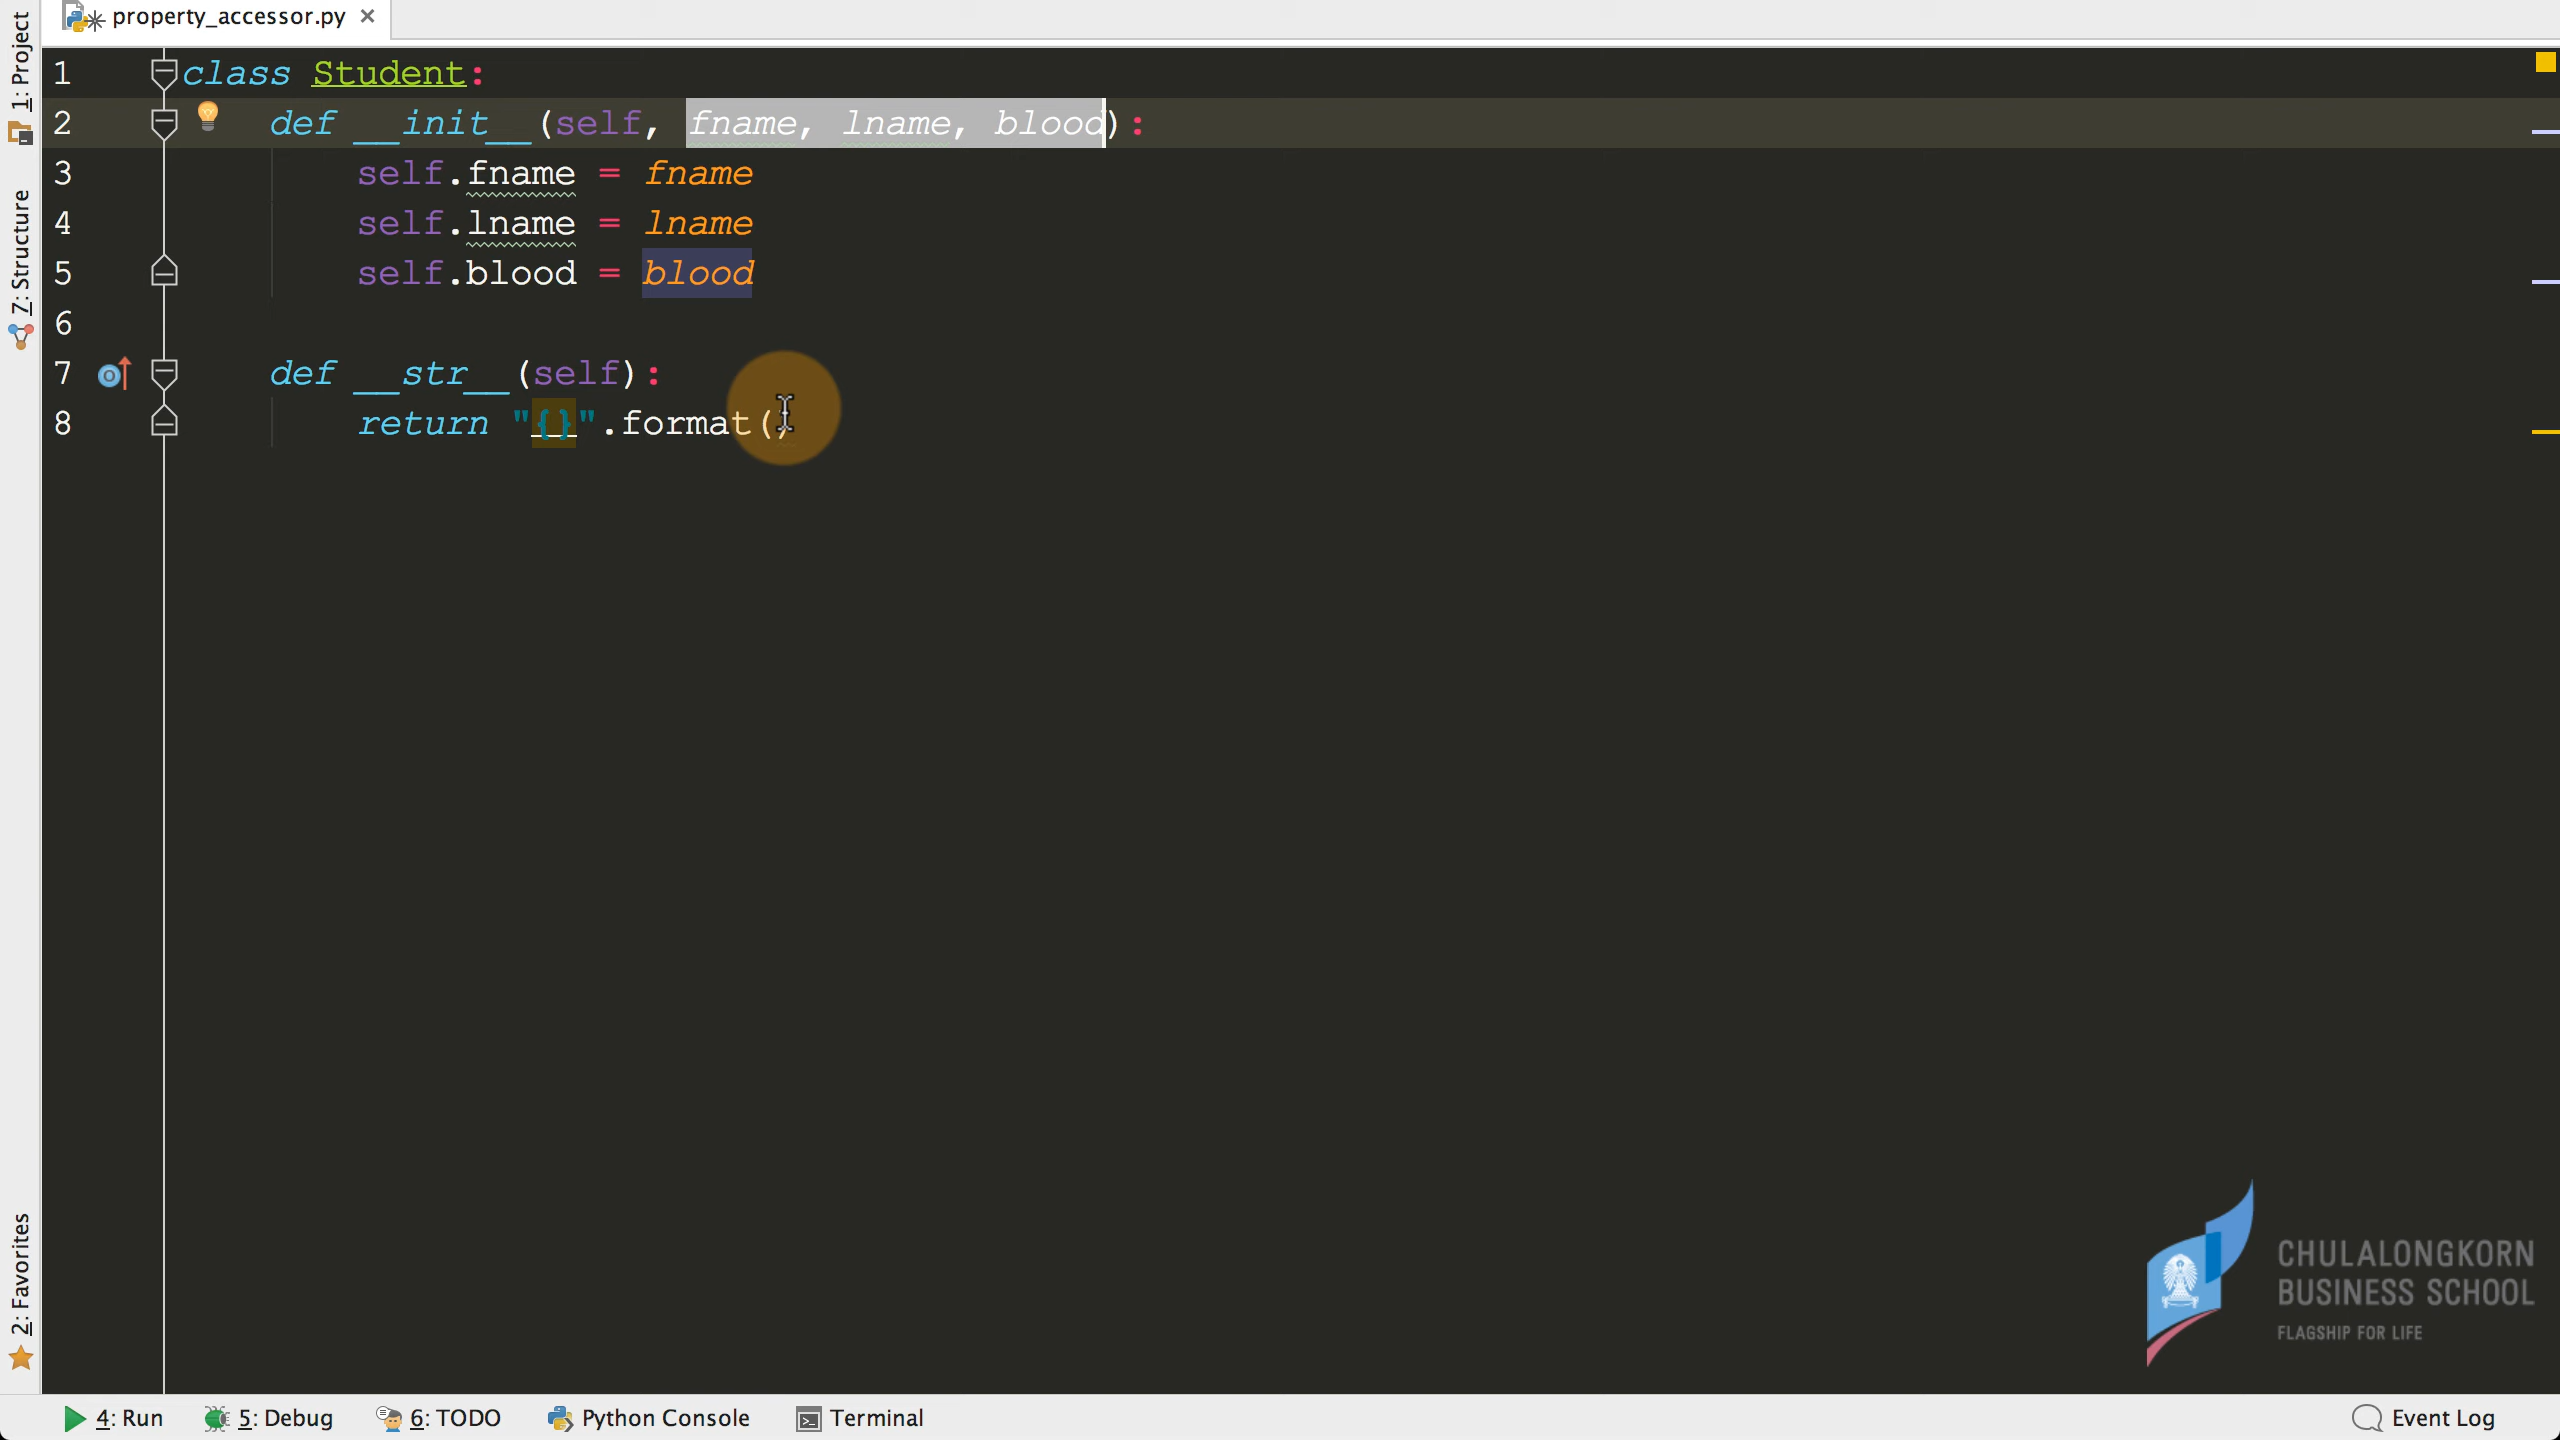 property_accessor.py
1: Project
7: Structure
2: Favorites
1 class Student:
2 def __init__(self, fname, lname, blood):
3 self.fname = fname
4 self.lname = lname
5 self.blood = blood
6
7 def __str__(self):
8 return "{}".format()
CHULALONGKORN
BUSINESS SCHOOL
FLAGSHIP FOR LIFE
4: Run 5: Debug 6: TODO Python Console Terminal Event Log